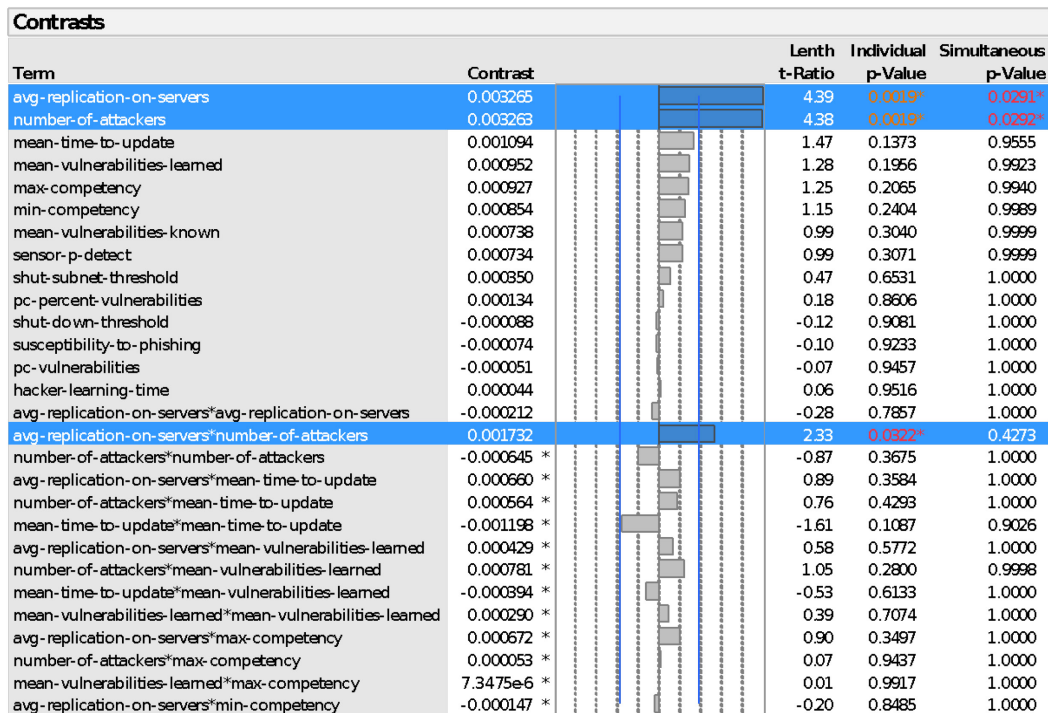 Contrasts
Lenth Individual Simultaneous
Term Contrast t-Ratio p-Value p-Value
avg-replication-on-servers 0.003265 4.39 0.0019* 0.0291*
number_of_attackers 0.003263 4.38 0.0019* 0.0292*
mean-time-to-update 0.001094 1.47 0.1373 0.9555
mean-vulnerabilities-learned 0.000952 1.28 0.1956 0.9923
max-competency 0.000927 1.25 0.2065 0.9940
min-competency 0.000854 1.15 0.2404 0.9989
mean-vulnerabilities-known 0.000738 0.99 0.3040 0.9999
sensor-p-detect 0.000734 0.99 0.3071 0.9999
shut-subnet-threshold 0.000350 0.47 0.6531 1.0000
pc-percent-vulnerabilities 0.000134 0.18 0.8606 1.0000
shut-down-threshold -0.000088 -0.12 0.9081 1.0000
susceptibility-to-phishing -0.000074 -0.10 0.9233 1.0000
pc-vulnerabilities -0.000051 -0.07 0.9457 1.0000
hacker-learning-time 0.000044 0.06 0.9516 1.0000
avg-replication-on-servers*avg-replication-on-servers -0.000212 -0.28 0.7857 1.0000
avg-replication-on-servers*number-of-attackers 0.001732 2.33 0.0322* 0.4273
number-of-attackers*number-of-attackers -0.000645 * -0.87 0.3675 1.0000
avg-replication-on-servers*mean-time-to-update 0.000660 * 0.89 0.3584 1.0000
number-of-attackers*mean-time-to-update 0.000564 * 0.76 0.4293 1.0000
mean-time-to-update*mean-time-to-update -0.001198 * -1.61 0.1087 0.9026
avg-replication-on-servers*mean-vulnerabilities-learned 0.000429 * 0.58 0.5772 1.0000
number-of-attackers*mean-vulnerabilities-learned 0.000781 * 1.05 0.2800 0.9998
mean-time-to-update*mean-vulnerabilities-learned -0.000394 * -0.53 0.6133 1.0000
mean-vulnerabilities-learned*mean-vulnerabilities-learned 0.000290 * 0.39 0.7074 1.0000
avg-replication-on-servers*max-competency 0.000672 * 0.90 0.3497 1.0000
number-of-attackers*max-competency 0.000053 * 0.07 0.9437 1.0000
mean-vulnerabilities-learned*max-competency 7.3475e-6 * 0.01 0.9917 1.0000
avg-replication-on-servers*min-competency -0.000147 * -0.20 0.8485 1.0000